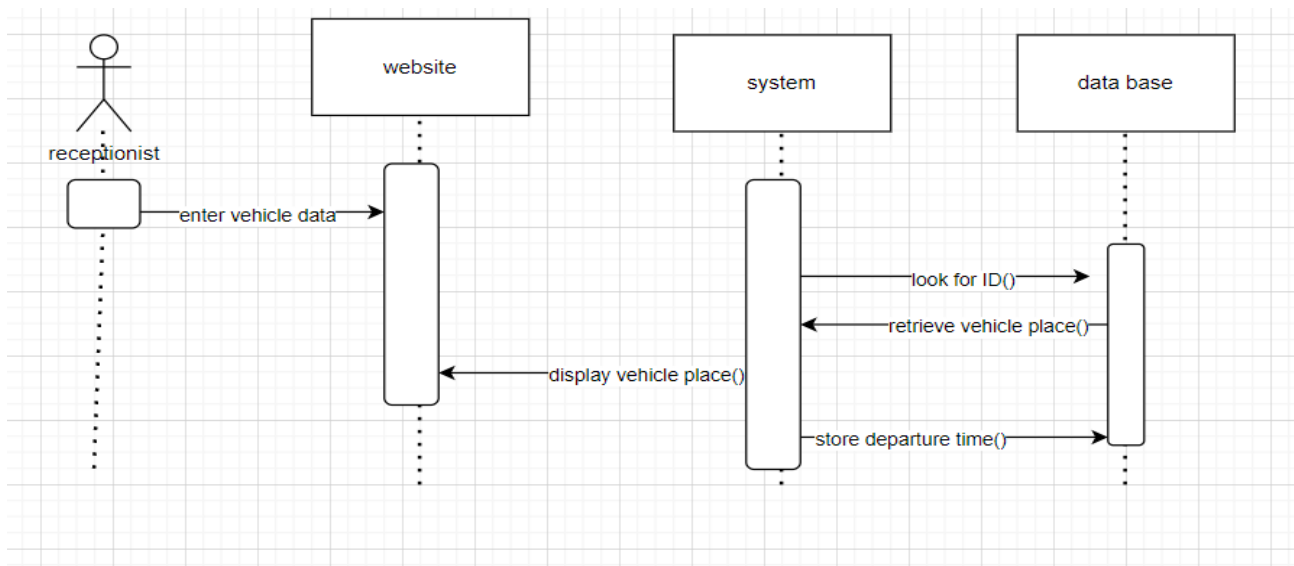 website
system
data base
receptionist
enter vehicle data
look for ID()
retrieve vehicle place()
display vehicle place()
store departure time()